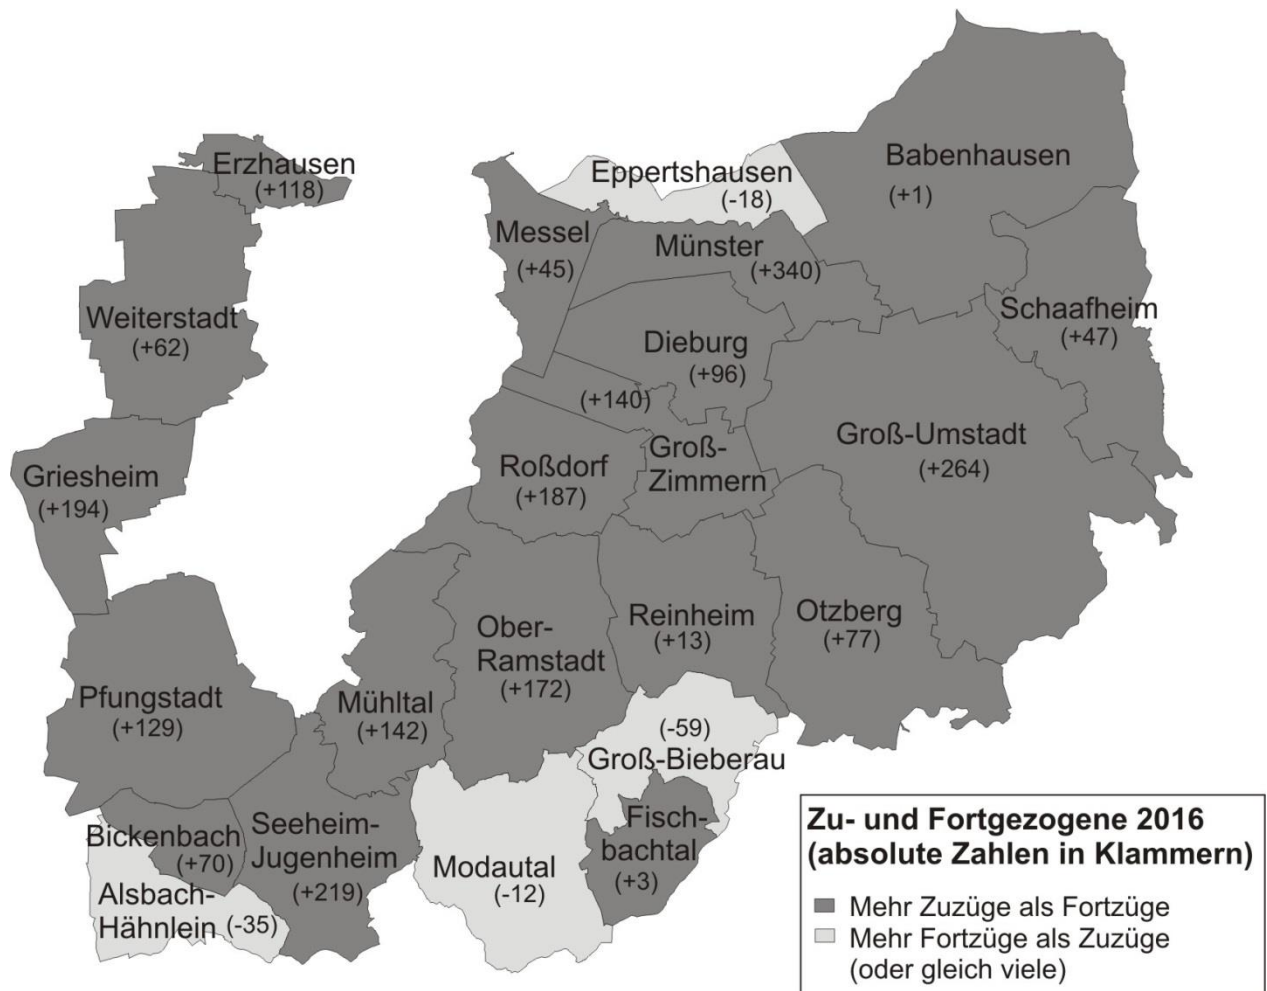 Erzhausen
(+118)
Eppertshausen
(-18)
Babenhausen
(+1)
Messel
(+45)
Münster
(+340)
Weiterstadt
(+62)
Schaafheim
(+47)
Dieburg
(+96)
(+140)
Groß-
Zimmern
Groß-Umstadt
(+264)
Griesheim
(+194)
Roßdorf
(+187)
Ober-
Ramstadt
(+172)
Reinheim
(+13)
Otzberg
(+77)
Pfungstadt
(+129)
Mühltal
(+142)
(-59)
Groß-Bieberau
Bickenbach
(+70)
Seeheim-
Jugenheim
(+219)
Modautal
(-12)
Fisch-
bachtal
(+3)
Alsbach-
Hähnlein (-35)
Zu- und Fortgezogene 2016
(absolute Zahlen in Klammern)
Mehr Zuzüge als Fortzüge
Mehr Fortzüge als Zuzüge
(oder gleich viele)